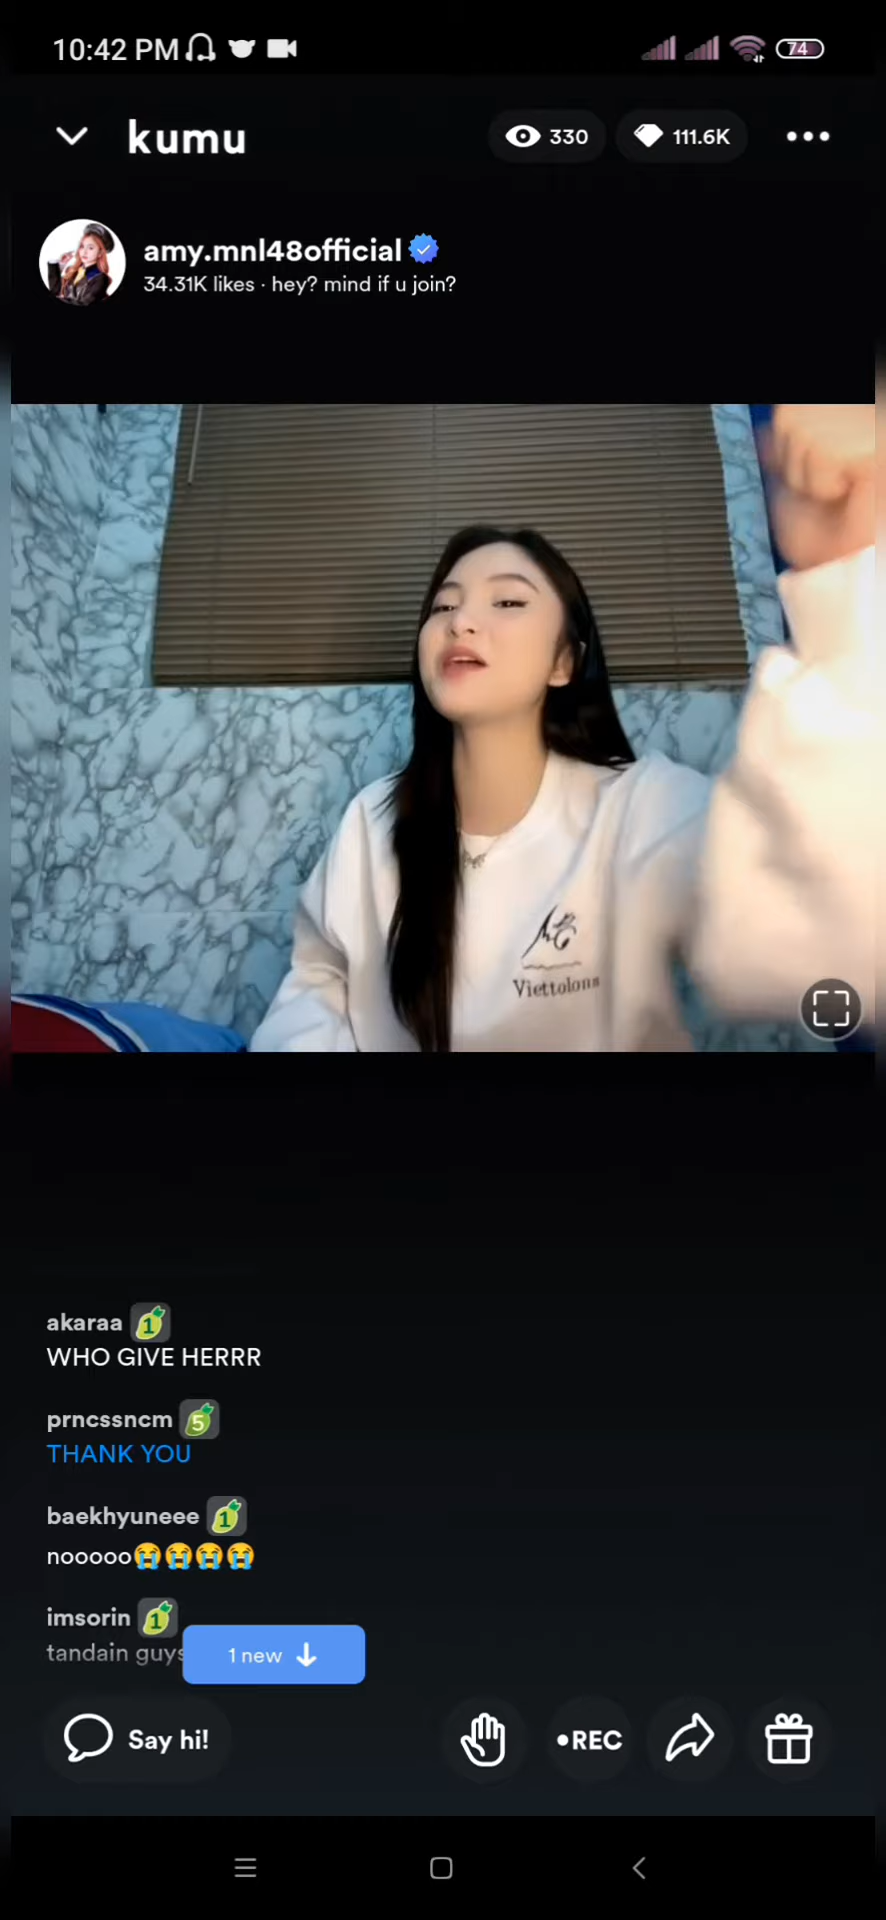 10:42 PM
74
kumu
330
111.6K
amy.mnl48official
34.31K likes · hey? mind if u join?
Viettolons
akaraa 1
WHO GIVE HERRR
prncssncm 5
THANK YOU
baekhyuneee 1
nooooo😭😭😭😭
imsorin 1
tandain guys
1 new
Say hi!
•REC